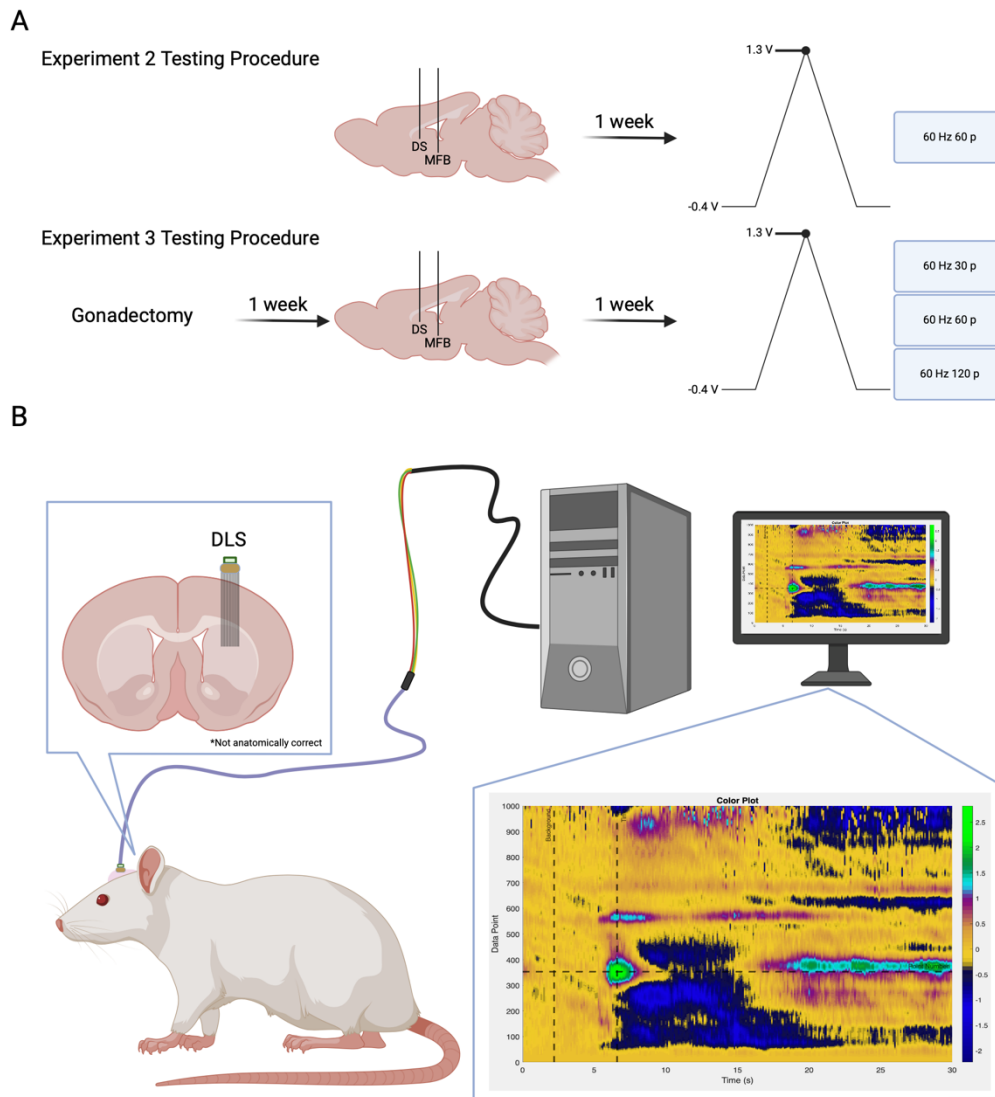 A
Experiment 2 Testing Procedure
DS
MFB
1 week
1.3 V
-0.4 V
60 Hz 60 p
Experiment 3 Testing Procedure
Gonadectomy
1 week
DS
MFB
1 week
1.3 V
-0.4 V
60 Hz 30 p
60 Hz 60 p
60 Hz 120 p
B
DLS
*Not anatomically correct
Color Plot
Time (s)
Color Plot
Data Point
Background
1000
900
800
700
600
500
400
300
200
100
0
0 5 10 15 20 25 30
Time (s)
2.5
2
1.5
1
0.5
0
-0.5
-1
-1.5
-2